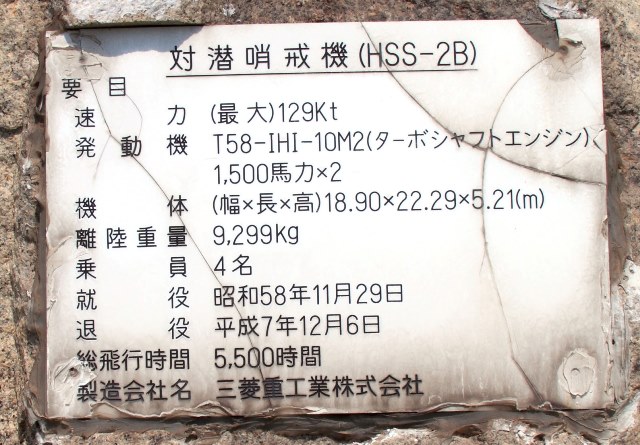 対潜哨戒機(HSS-2B)
要目
速力 (最大)129Kt
発動機 T58-IHI-10M2(ターボシャフトエンジン)、
1,500馬力×2
機体 (幅×長×高)18.90×22.29×5.21(m)
離陸重量 9,299kg
乗員 4名
就役 昭和58年11月29日
退役 平成7年12月6日
総飛行時間 5,500時間
製造会社名 三菱重工業株式会社